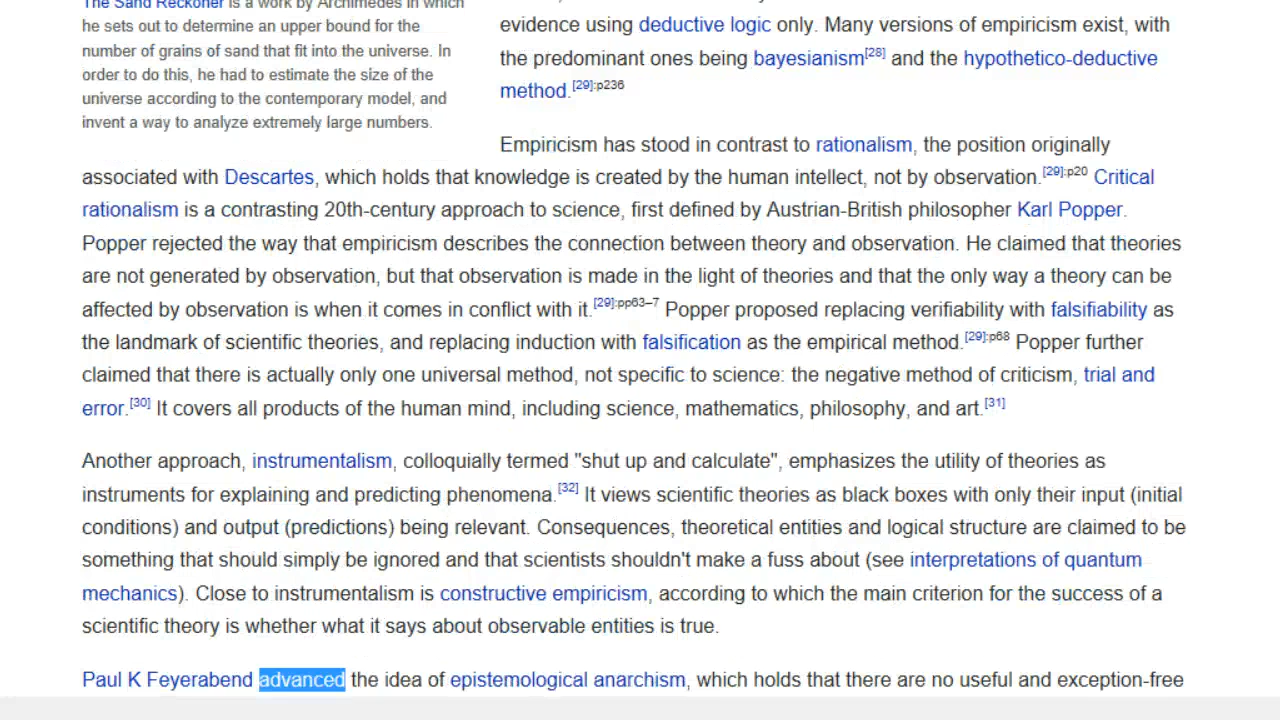 The Sand Reckoner is a work by Archimedes in which
he sets out to determine an upper bound for the
number of grains of sand that fit into the universe. In
order to do this, he had to estimate the size of the
universe according to the contemporary model, and
invent a way to analyze extremely large numbers.
evidence using deductive logic only. Many versions of empiricism exist, with
the predominant ones being bayesianism[28] and the hypothetico-deductive
method.[29]:p236
Empiricism has stood in contrast to rationalism, the position originally
associated with Descartes, which holds that knowledge is created by the human intellect, not by observation.[29]:p20 Critical
rationalism is a contrasting 20th-century approach to science, first defined by Austrian-British philosopher Karl Popper.
Popper rejected the way that empiricism describes the connection between theory and observation. He claimed that theories
are not generated by observation, but that observation is made in the light of theories and that the only way a theory can be
affected by observation is when it comes in conflict with it.[29]:pp63–7 Popper proposed replacing verifiability with falsifiability as
the landmark of scientific theories, and replacing induction with falsification as the empirical method.[29]:p68 Popper further
claimed that there is actually only one universal method, not specific to science: the negative method of criticism, trial and
error.[30] It covers all products of the human mind, including science, mathematics, philosophy, and art.[31]
Another approach, instrumentalism, colloquially termed "shut up and calculate", emphasizes the utility of theories as
instruments for explaining and predicting phenomena.[32] It views scientific theories as black boxes with only their input (initial
conditions) and output (predictions) being relevant. Consequences, theoretical entities and logical structure are claimed to be
something that should simply be ignored and that scientists shouldn't make a fuss about (see interpretations of quantum
mechanics). Close to instrumentalism is constructive empiricism, according to which the main criterion for the success of a
scientific theory is whether what it says about observable entities is true.
Paul K Feyerabend advanced the idea of epistemological anarchism, which holds that there are no useful and exception-free